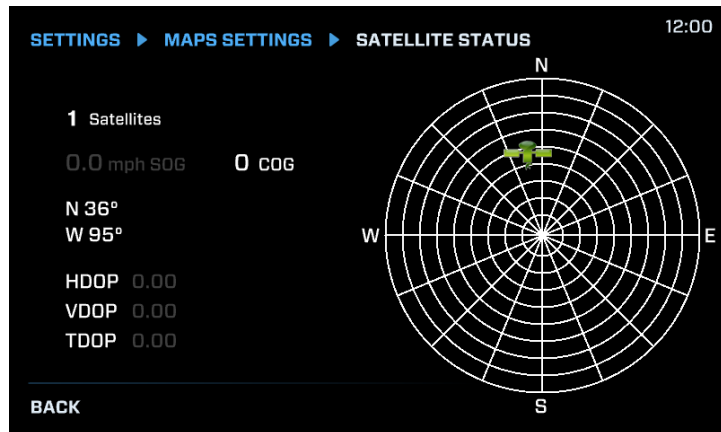 12:00
SETTINGS ▶ MAPS SETTINGS ▶ SATELLITE STATUS
N
1 Satellites
0.0 mph SOG 0 COG
N 36°
W 95°
W
E
HDOP 0.00
VDOP 0.00
TDOP 0.00
BACK
S